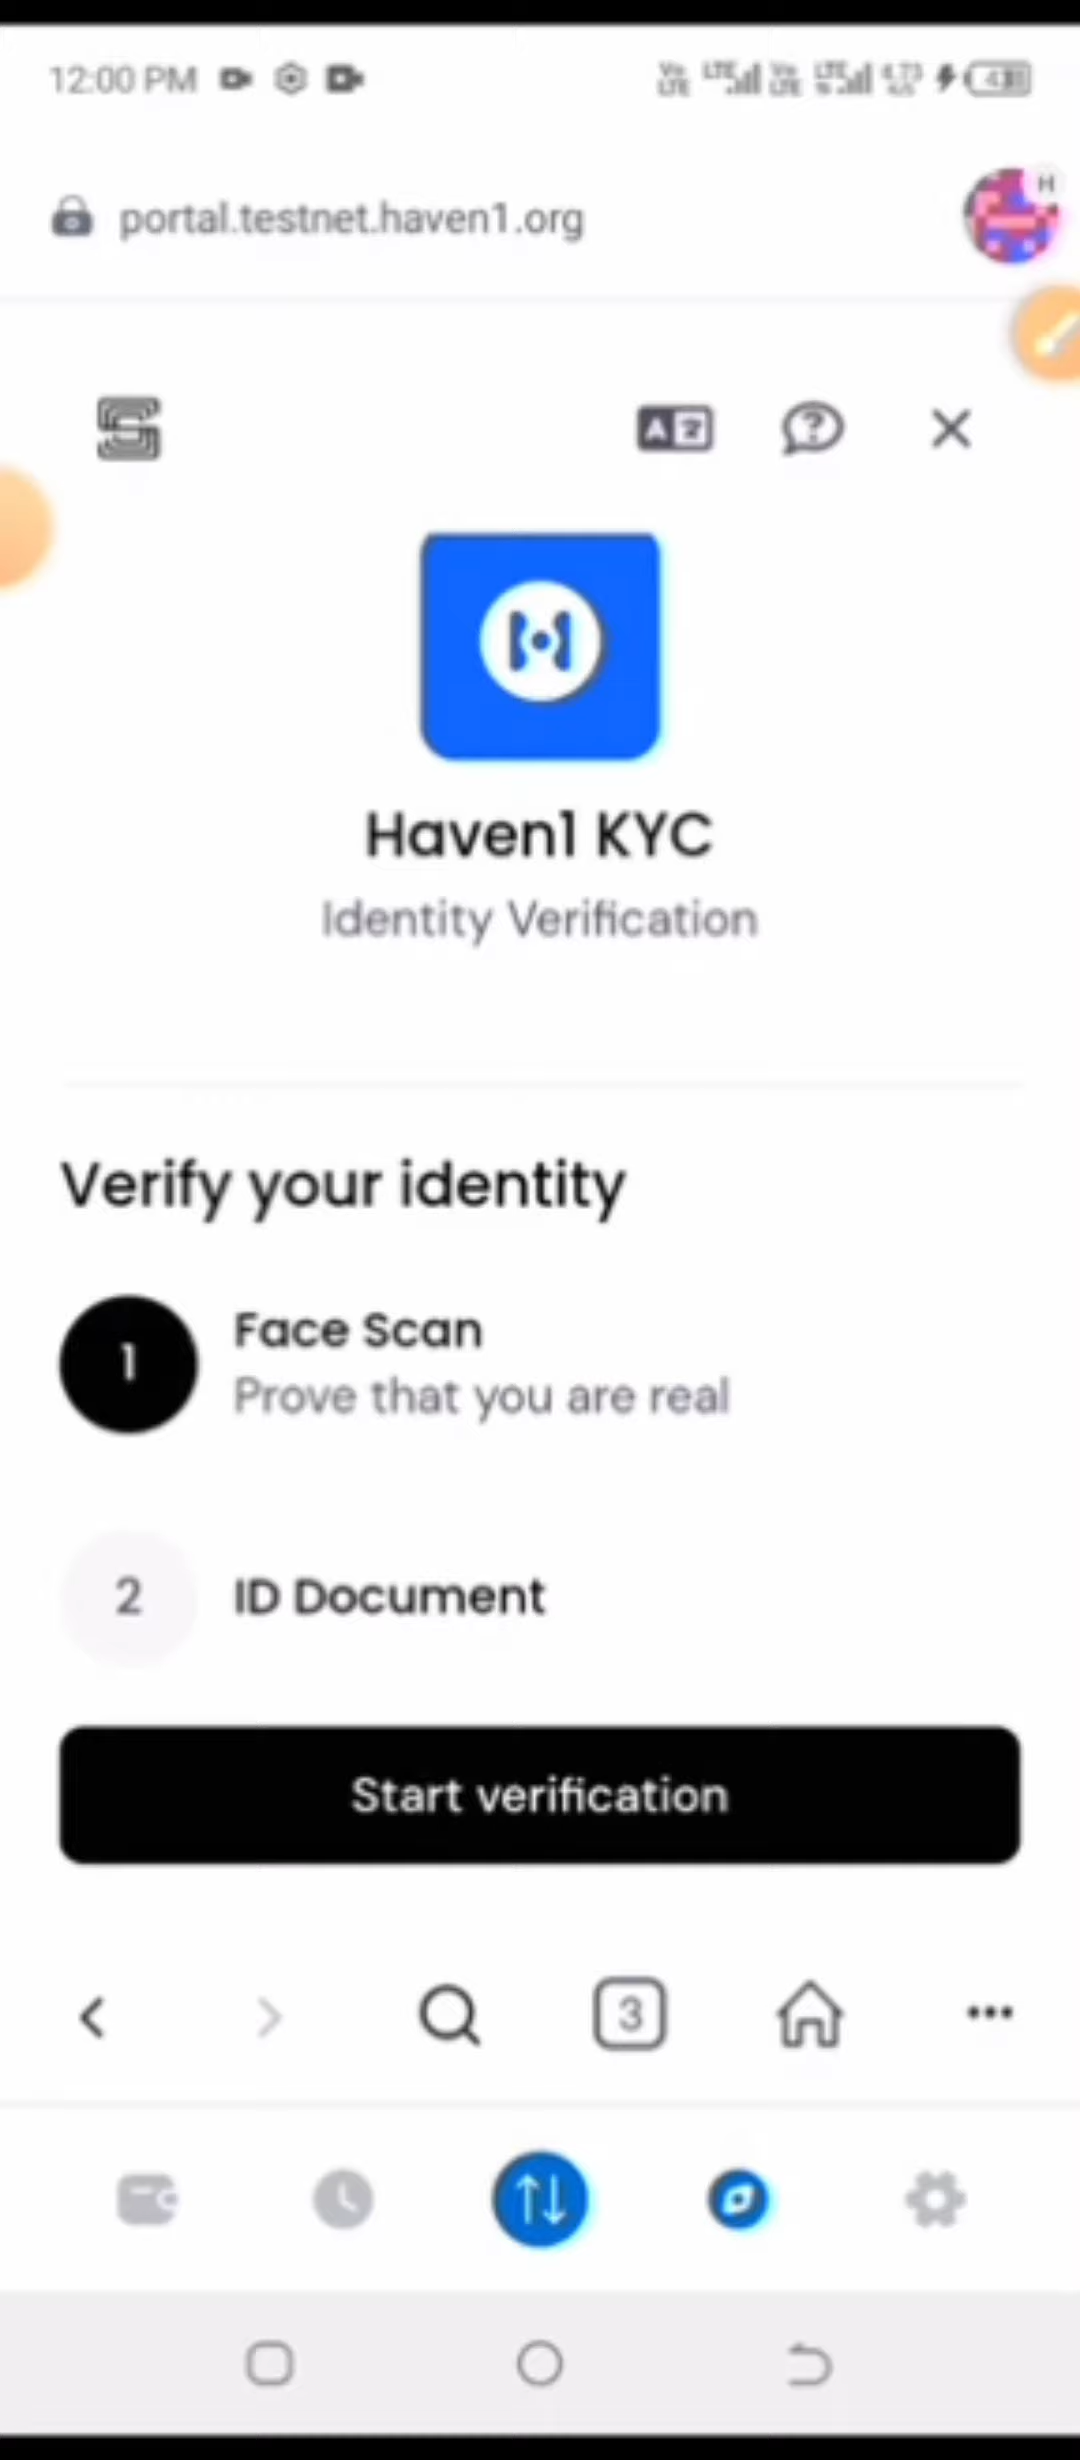 12:00 PM
portal.testnet.haven1.org
H
A
Haven1 KYC
Identity Verification
Verify your identity
1
Face Scan
Prove that you are real
2
ID Document
Start verification
3